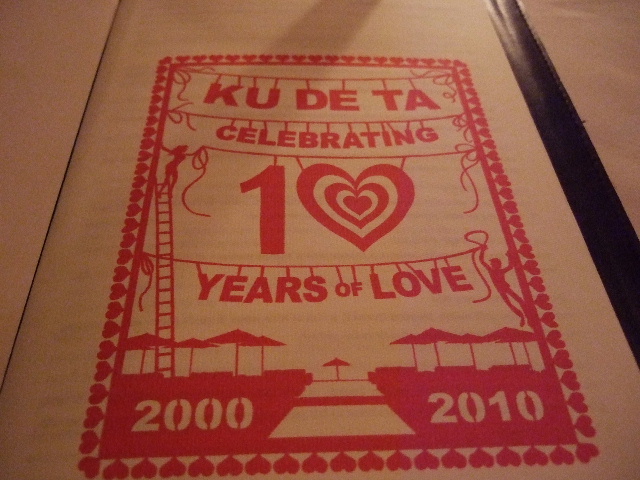 KU DE TA
CELEBRATING
10
YEARS OF LOVE
2000 2010